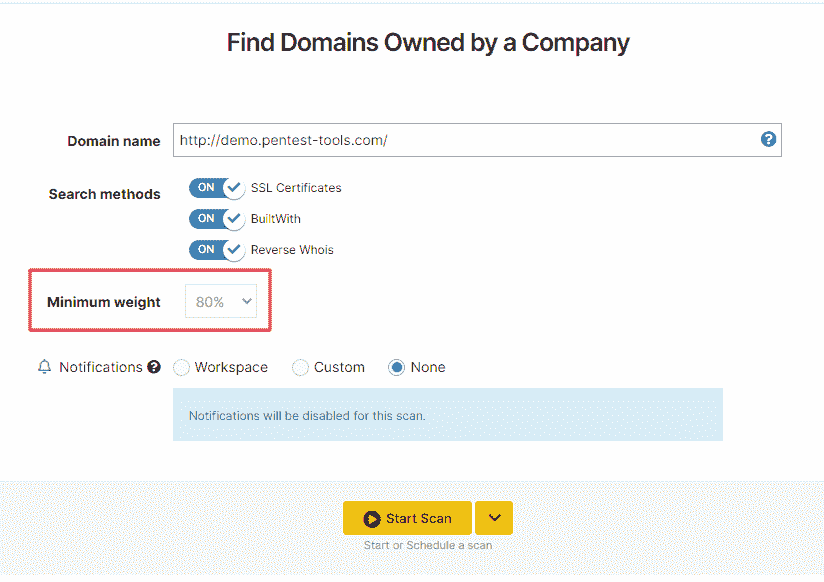 Find Domains Owned by a Company
Domain name http://demo.pentest-tools.com/ ?
Search methods ON SSL Certificates
ON BuiltWith
ON Reverse Whois
Minimum weight 80%
Notifications ? Workspace Custom None
Notifications will be disabled for this scan.
Start Scan
Start or Schedule a scan